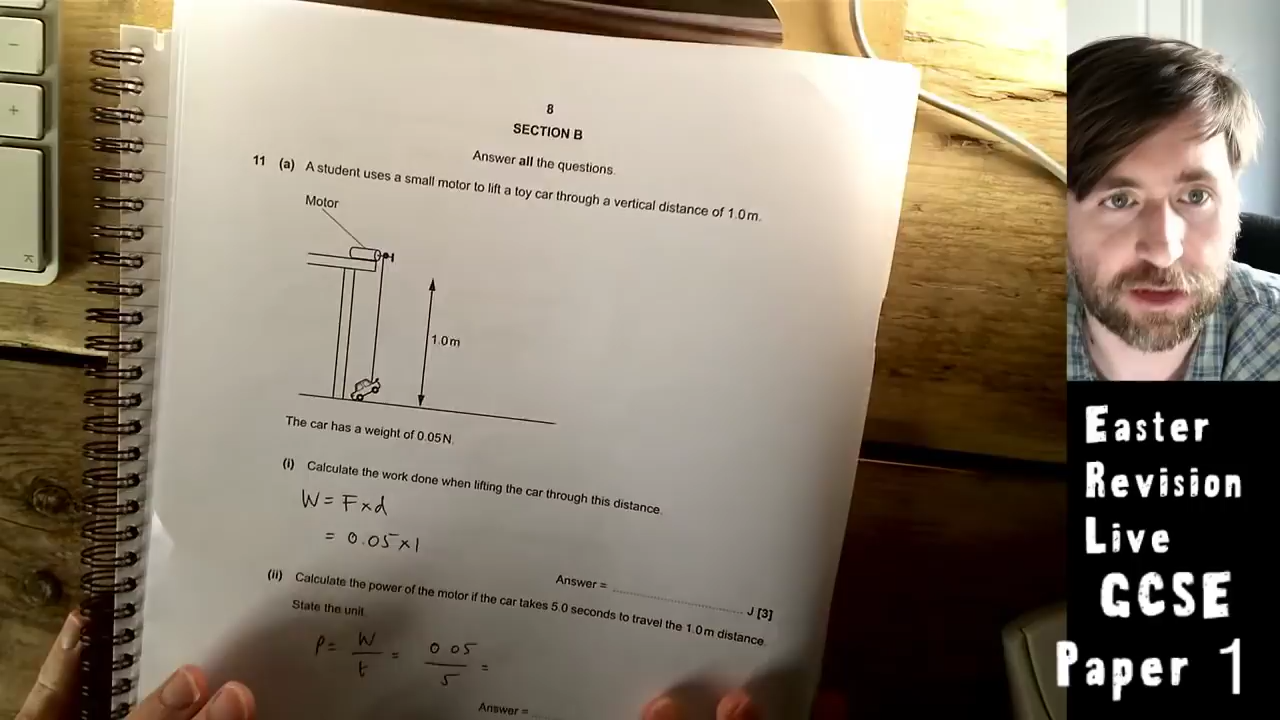 8
SECTION B
Answer all the questions.
11 (a) A student uses a small motor to lift a toy car through a vertical distance of 1.0m.
Motor
1.0m
The car has a weight of 0.05N.
(i) Calculate the work done when lifting the car through this distance.
W = F x d
= 0.05 x 1
Answer = ........................ J [3]
(ii) Calculate the power of the motor if the car takes 5.0 seconds to travel the 1.0m distance.
State the unit.
P = W/t = 0.05/5 =
Answer =
Easter
Revision
Live
GCSE
Paper 1